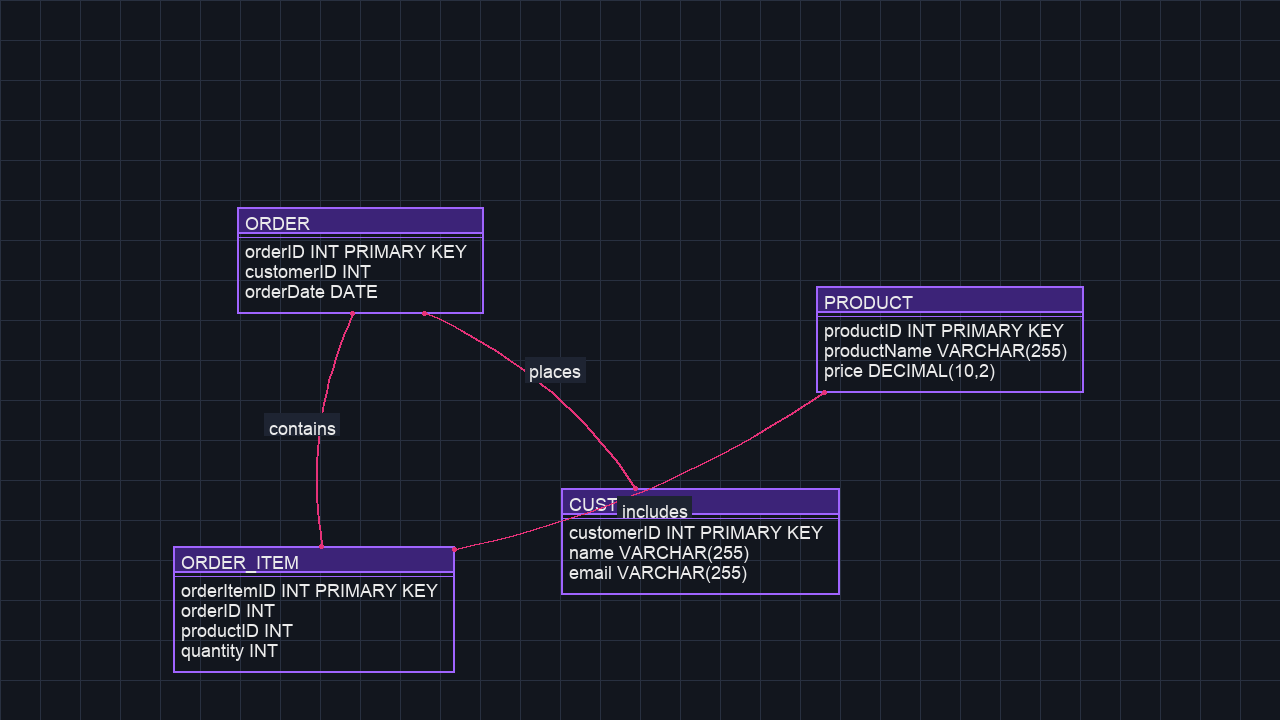 ORDER
orderID INT PRIMARY KEY
customerID INT
orderDate DATE
PRODUCT
productID INT PRIMARY KEY
productName VARCHAR(255)
price DECIMAL(10,2)
places
contains
CUST
includes
customerID INT PRIMARY KEY
name VARCHAR(255)
email VARCHAR(255)
ORDER_ITEM
orderItemID INT PRIMARY KEY
orderID INT
productID INT
quantity INT